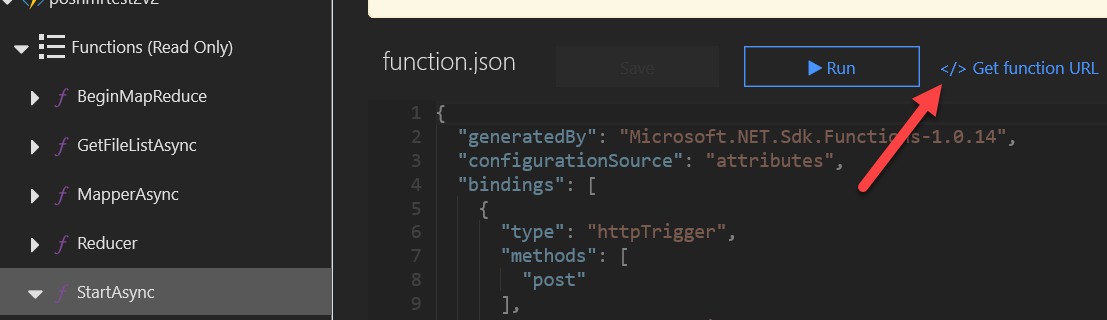 Functions (Read Only)
BeginMapReduce
GetFileListAsync
MapperAsync
Reducer
StartAsync
function.json
Save
Run
</> Get function URL
1 {
2 "generatedBy": "Microsoft.NET.Sdk.Functions-1.0.14",
3 "configurationSource": "attributes",
4 "bindings": [
5 {
6 "type": "httpTrigger",
7 "methods": [
8 "post"
9 ],